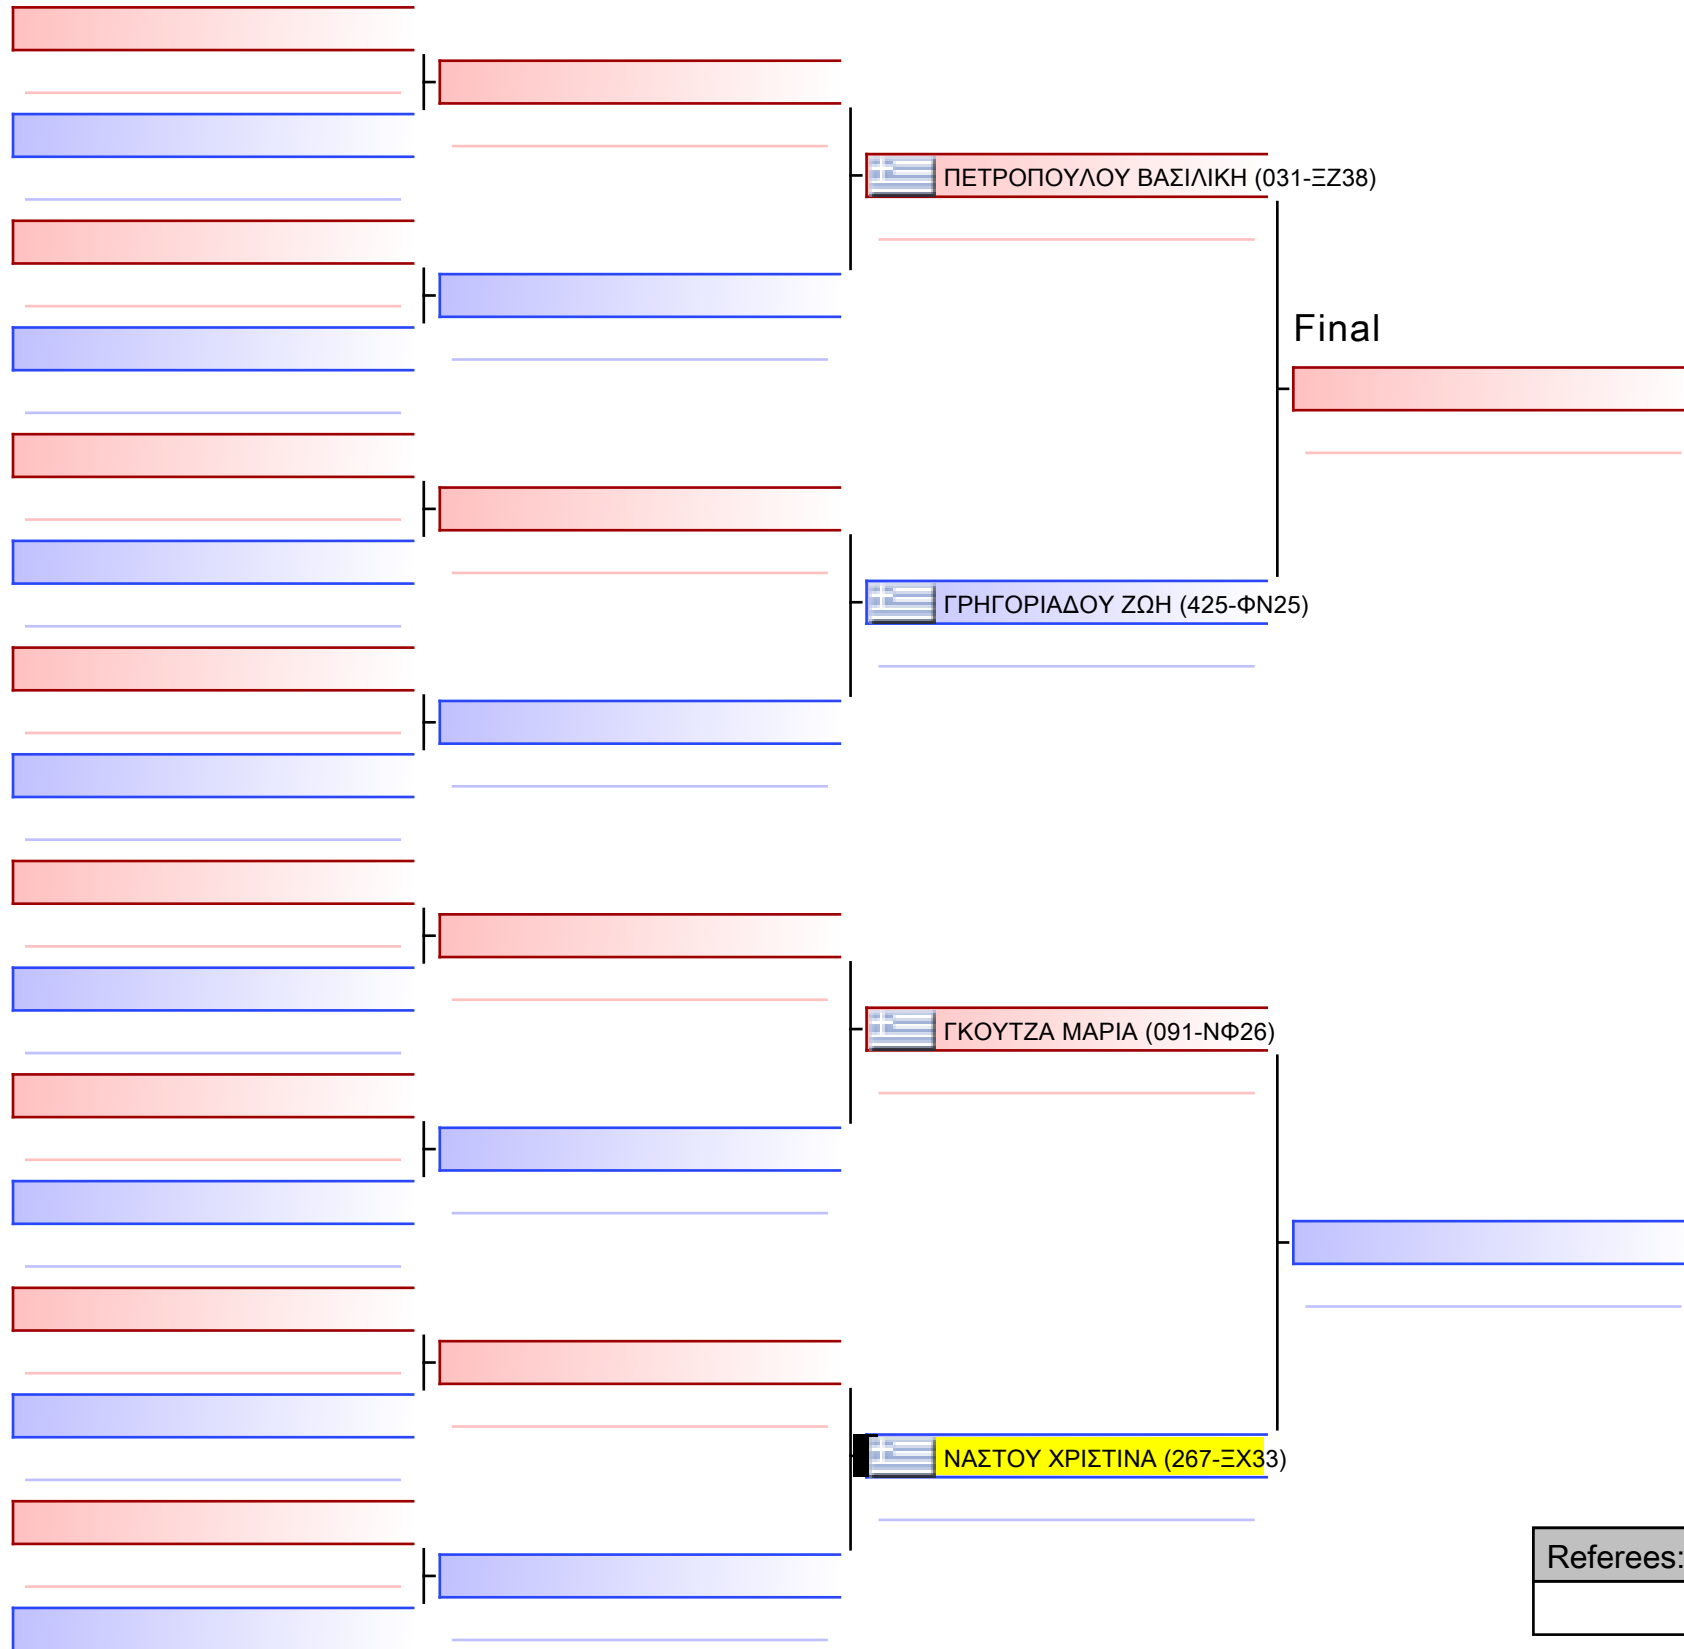 ΠΕΤΡΟΠΟΥΛΟΥ ΒΑΣΙΛΙΚΗ (031-ΞΖ38)
Final
ΓΡΗΓΟΡΙΑΔΟΥ ΖΩΗ (425-ΦΝ25)
ΓΚΟΥΤΖΑ ΜΑΡΙΑ (091-ΝΦ26)
ΝΑΣΤΟΥ ΧΡΙΣΤΙΝΑ (267-ΞΧ33)
Referees: